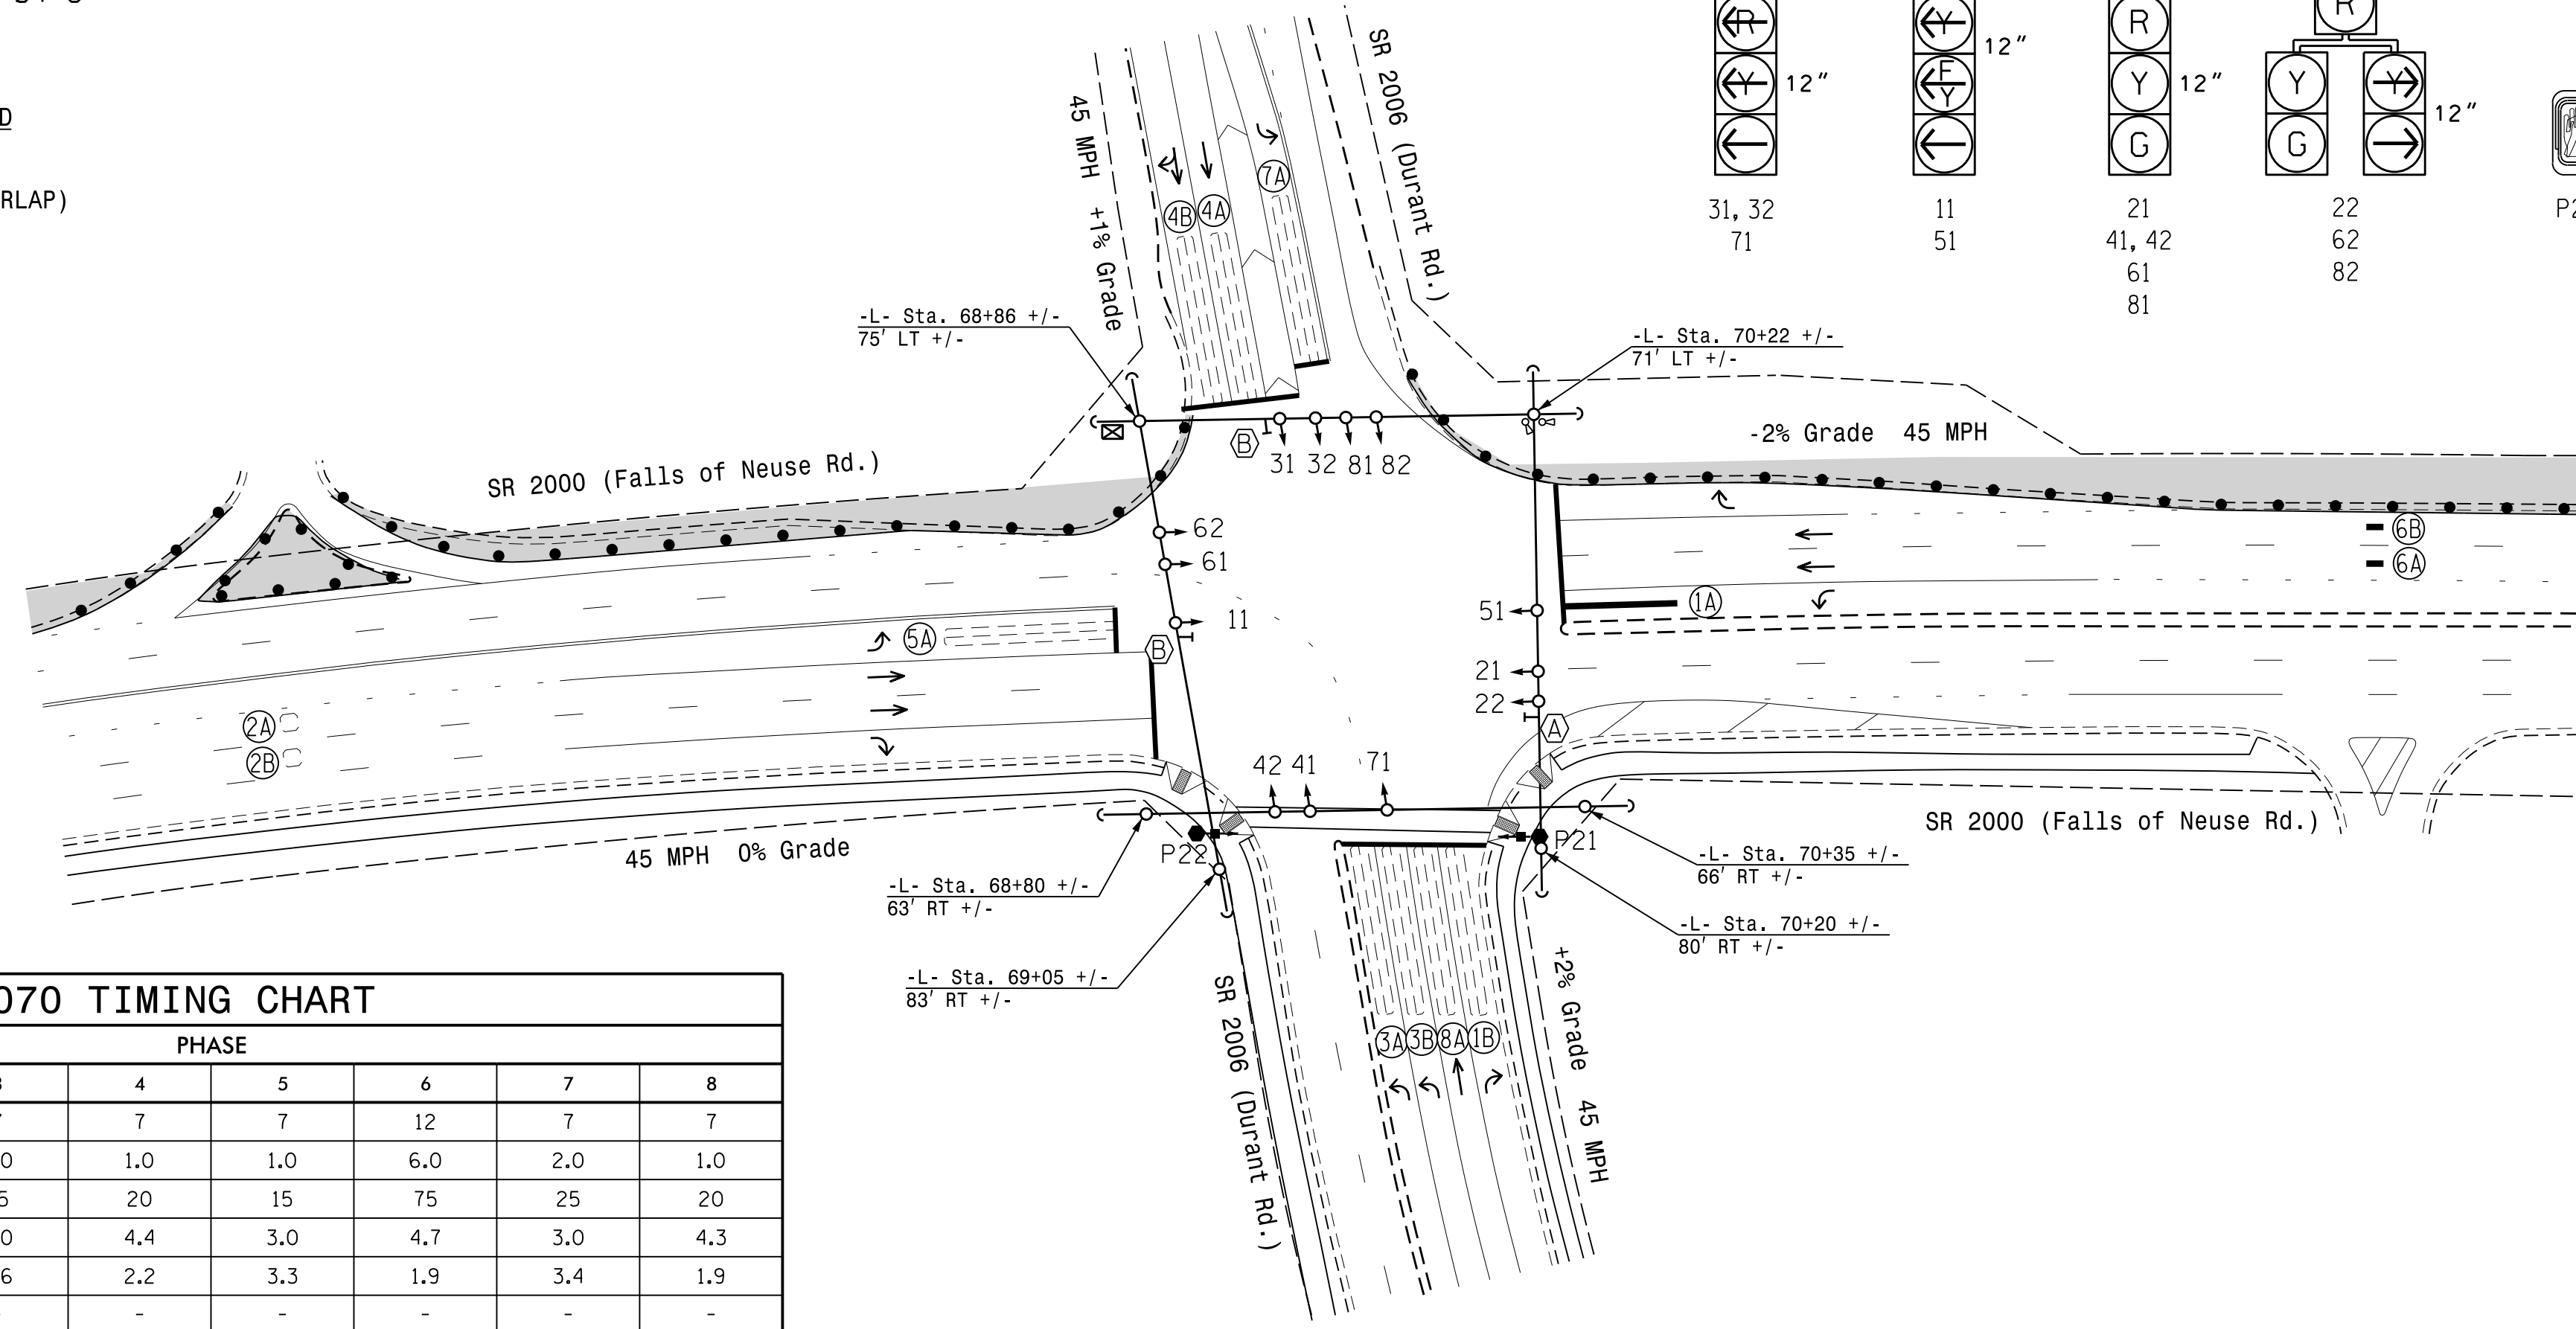 D
RLAP)
R
Y
12"
31, 32
71
Y
12"
F
Y
11
51
R
Y
12"
G
21
41, 42
61
81
R
Y
Y
12"
G
22
62
82
P2
45 MPH +1% Grade
SR 2006 (Durant Rd.)
7A
4B
4A
-L- Sta. 68+86 +/-
75' LT +/-
-L- Sta. 70+22 +/-
71' LT +/-
B
31
32
81
82
-2% Grade 45 MPH
SR 2000 (Falls of Neuse Rd.)
62
61
11
6B
6A
1A
51
5A
B
21
22
A
2A
2B
42
41
71
P22
P21
45 MPH 0% Grade
SR 2000 (Falls of Neuse Rd.)
-L- Sta. 68+80 +/-
63' RT +/-
-L- Sta. 70+35 +/-
66' RT +/-
-L- Sta. 69+05 +/-
83' RT +/-
-L- Sta. 70+20 +/-
80' RT +/-
SR 2006 (Durant Rd.)
3A
3B
8A
1B
+2% Grade 45 MPH
070 TIMING CHART
PHASE
4 5 6 7 8
7 7 12 7 7
0 1.0 1.0 6.0 2.0 1.0
5 20 15 75 25 20
0 4.4 3.0 4.7 3.0 4.3
6 2.2 3.3 1.9 3.4 1.9
- - - - -